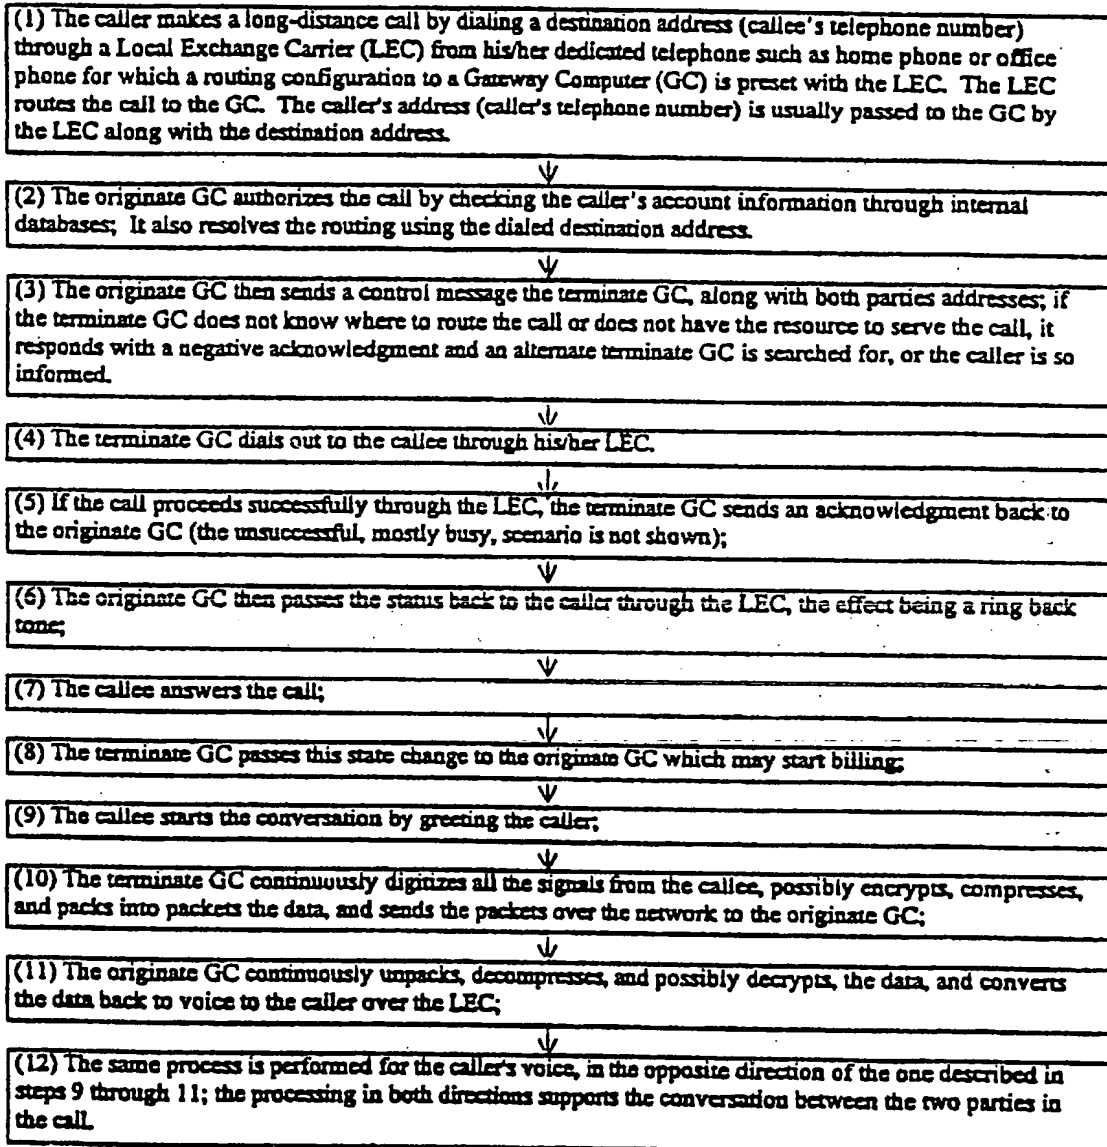 (1) The caller makes a long-distance call by dialing a destination address (callee's telephone number)
through a Local Exchange Carrier (LEC) from his/her dedicated telephone such as home phone or office
phone for which a routing configuration to a Gateway Computer (GC) is preset with the LEC. The LEC
routes the call to the GC. The caller's address (caller's telephone number) is usually passed to the GC by
the LEC along with the destination address.
(2) The originate GC authorizes the call by checking the caller's account information through internal
databases; It also resolves the routing using the dialed destination address.
(3) The originate GC then sends a control message the terminate GC, along with both parties addresses; if
the terminate GC does not know where to route the call or does not have the resource to serve the call, it
responds with a negative acknowledgment and an alternate terminate GC is searched for, or the caller is so
informed.
(4) The terminate GC dials out to the callee through his/her LEC.
(5) If the call proceeds successfully through the LEC, the terminate GC sends an acknowledgment back to
the originate GC (the unsuccessful, mostly busy, scenario is not shown);
(6) The originate GC then passes the status back to the caller through the LEC, the effect being a ring back
tone;
(7) The callee answers the call;
(8) The terminate GC passes this state change to the originate GC which may start billing;
(9) The callee starts the conversation by greeting the caller;
(10) The terminate GC continuously digitizes all the signals from the callee, possibly encrypts, compresses,
and packs into packets the data, and sends the packets over the network to the originate GC;
(11) The originate GC continuously unpacks, decompresses, and possibly decrypts, the data, and converts
the data back to voice to the caller over the LEC;
(12) The same process is performed for the caller's voice, in the opposite direction of the one described in
steps 9 through 11; the processing in both directions supports the conversation between the two parties in
the call.